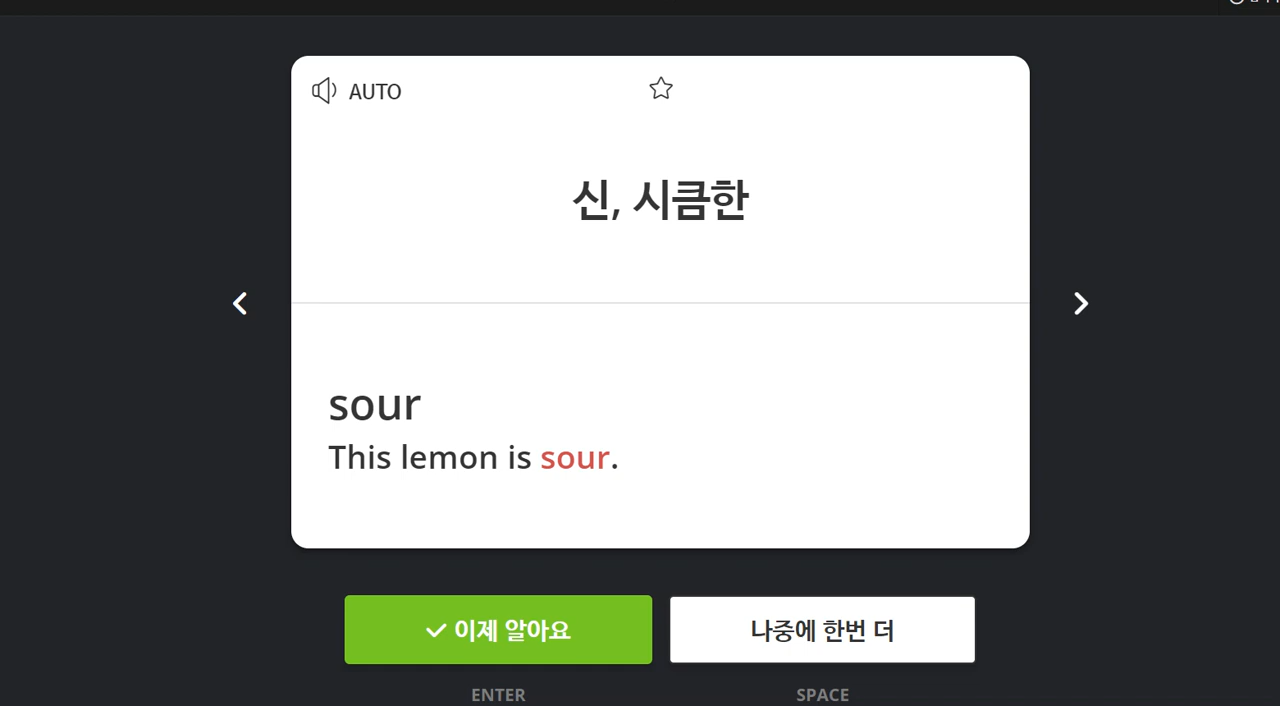 AUTO
신, 시큼한
sour
This lemon is sour.
이제 알아요
나중에 한번 더
ENTER
SPACE